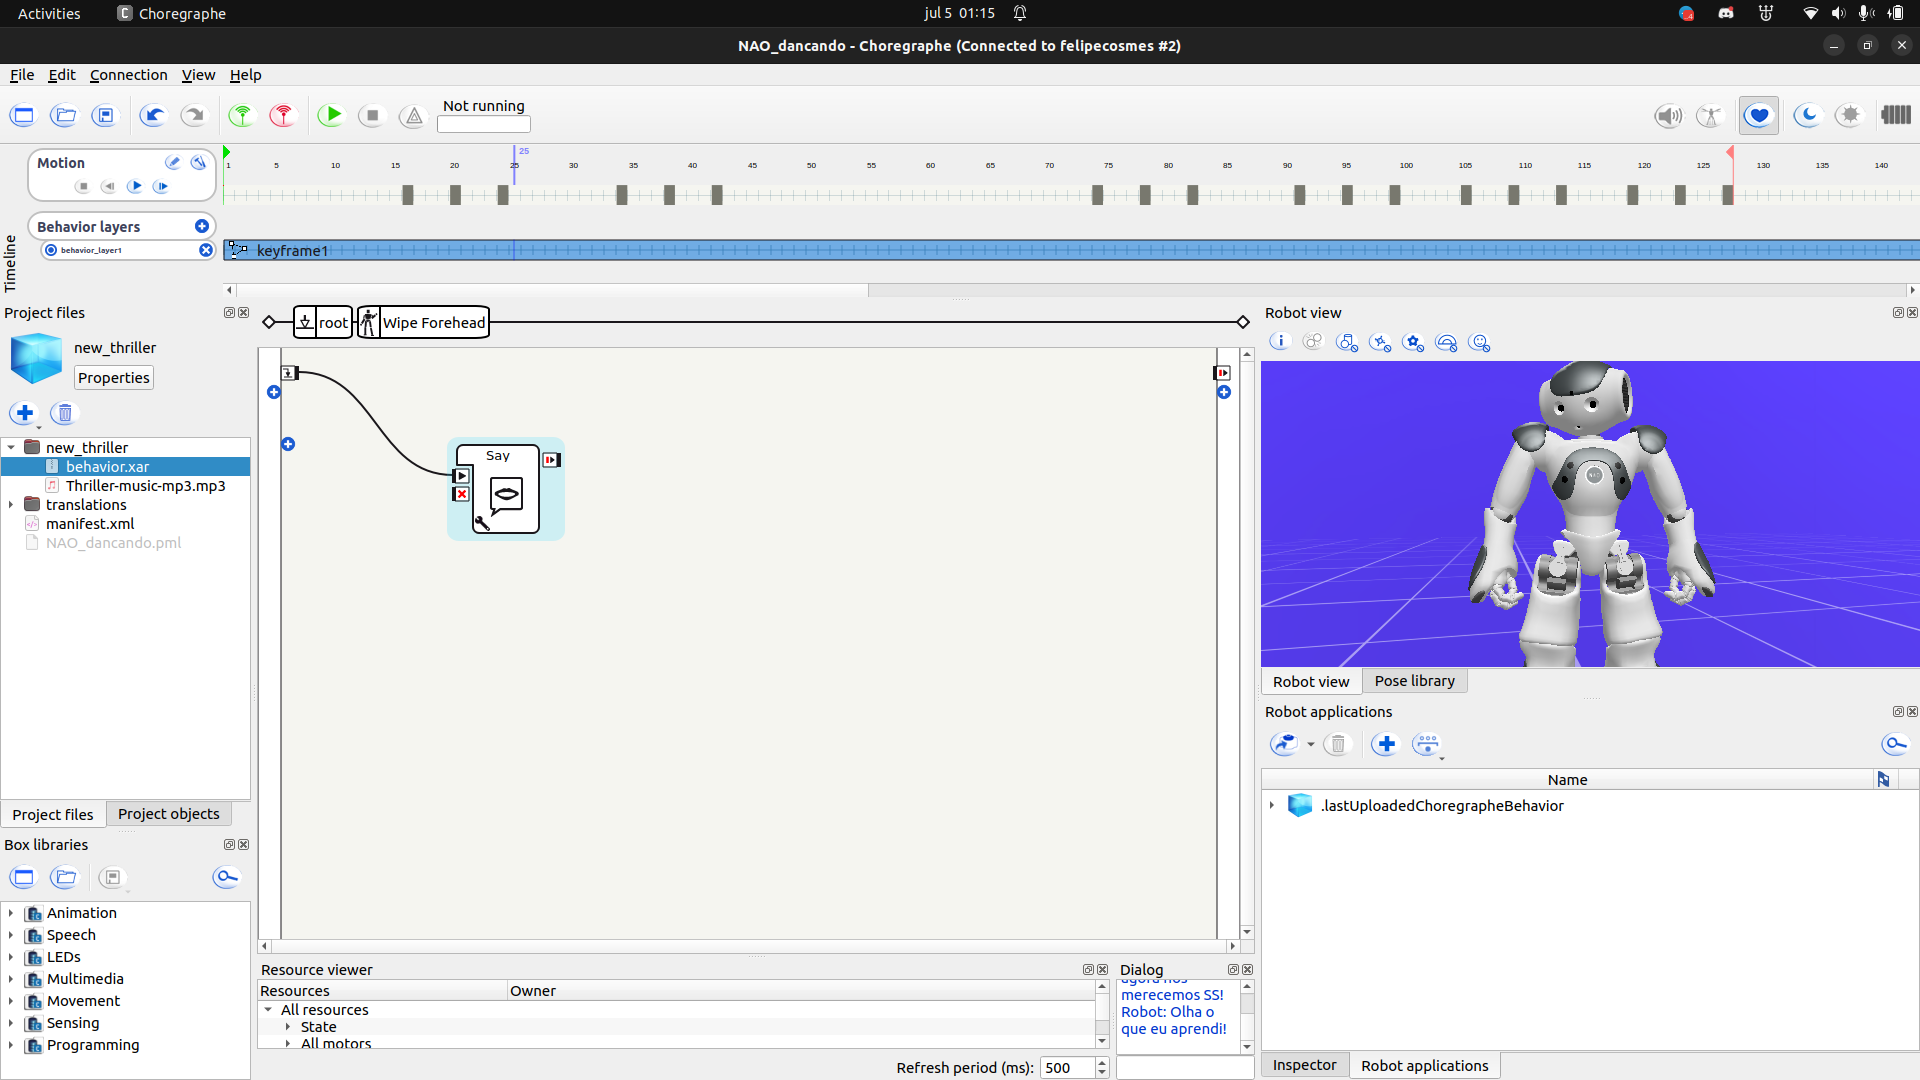 Activities
Choregraphe
jul 5 01:15
NAO_dancando - Choregraphe (Connected to felipecosmes #2)
File Edit Connection View Help
Not running
Timeline
Motion
25
1 5 10 15 20 25 30 35 40 45 50 55 60 65 70 75 80 85 90 95 100 105 110 115 120 125 130 135 140
Behavior layers
behavior_layer1
keyframe1
Project files
new_thriller
Properties
new_thriller
behavior.xar
Thriller-music-mp3.mp3
translations
manifest.xml
NAO_dancando.pml
Project files
Project objects
Box libraries
Animation
Speech
LEDs
Multimedia
Movement
Sensing
Programming
root
Wipe Forehead
Say
Resource viewer
Resources Owner
All resources
State
All motors
Refresh period (ms): 500
Dialog
agora nós
merecemos SS!
Robot: Olha o
que eu aprendi!
Robot view
Robot view
Pose library
Robot applications
Name
.lastUploadedChoregrapheBehavior
Inspector
Robot applications